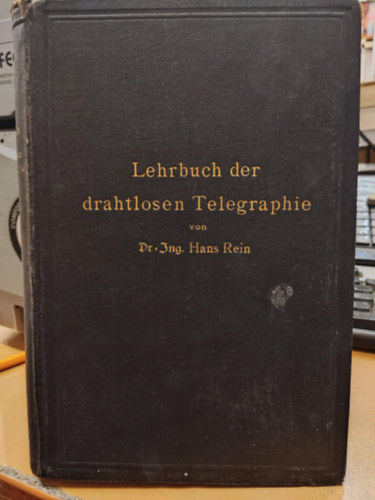 Lehrbuch der
drahtlosen Telegraphie
von
Dr.-Ing. Hans Rein